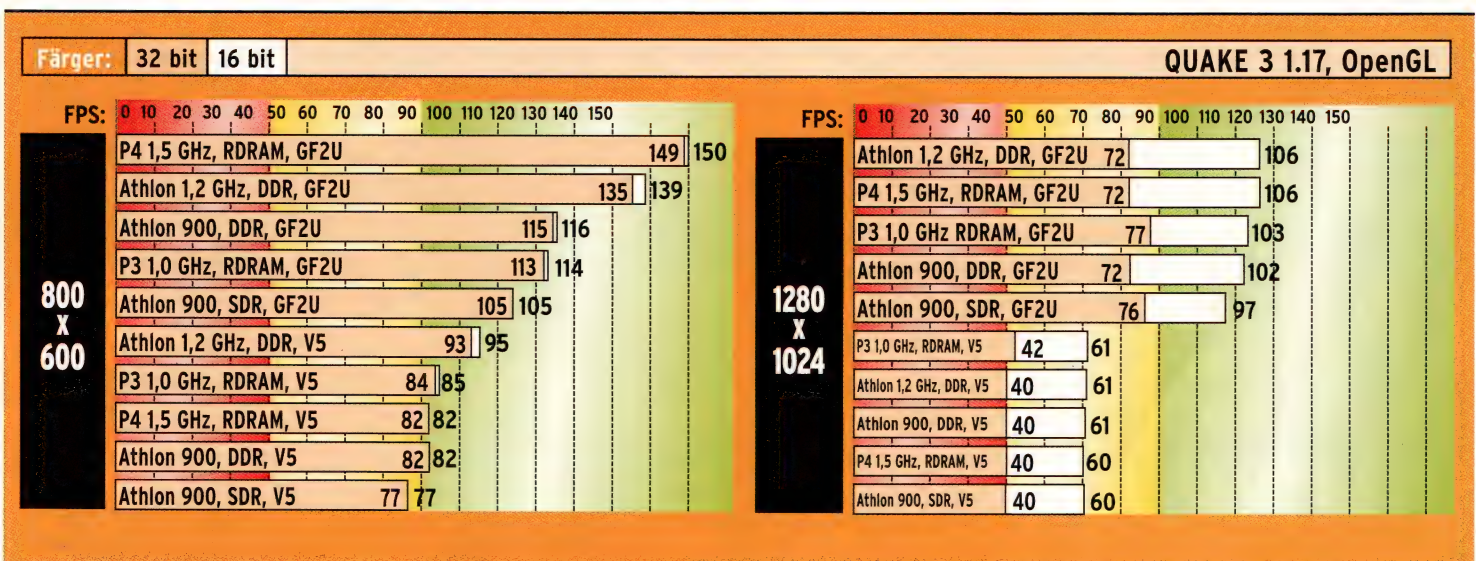 Färger: 32 bit 16 bit
QUAKE 3 1.17, OpenGL
FPS: 0 10 20 30 40 50 60 70 80 90 100 110 120 130 140 150
800 X 600
P4 1,5 GHz, RDRAM, GF2U 149 150
Athlon 1,2 GHz, DDR, GF2U 135 139
Athlon 900, DDR, GF2U 115 116
P3 1,0 GHz, RDRAM, GF2U 113 114
Athlon 900, SDR, GF2U 105 105
Athlon 1,2 GHz, DDR, V5 93 95
P3 1,0 GHz, RDRAM, V5 84 85
P4 1,5 GHz, RDRAM, V5 82 82
Athlon 900, DDR, V5 82 82
Athlon 900, SDR, V5 77 77
FPS: 0 10 20 30 40 50 60 70 80 90 100 110 120 130 140 150
1280 X 1024
Athlon 1,2 GHz, DDR, GF2U 72 106
P4 1,5 GHz, RDRAM, GF2U 72 106
P3 1,0 GHz RDRAM, GF2U 77 103
Athlon 900, DDR, GF2U 72 102
Athlon 900, SDR, GF2U 76 97
P3 1,0 GHz, RDRAM, V5 42 61
Athlon 1,2 GHz, DDR, V5 40 61
Athlon 900, DDR, V5 40 61
P4 1,5 GHz, RDRAM, V5 40 60
Athlon 900, SDR, V5 40 60